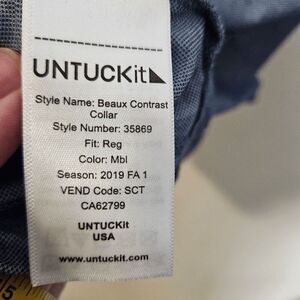 UNTUCKit
Style Name: Beaux Contrast
Collar
Style Number: 35869
Fit: Reg
Color: Mbl
Season: 2019 FA 1
VEND Code: SCT
CA62799
UNTUCKit
USA
www.untuckit.com
5